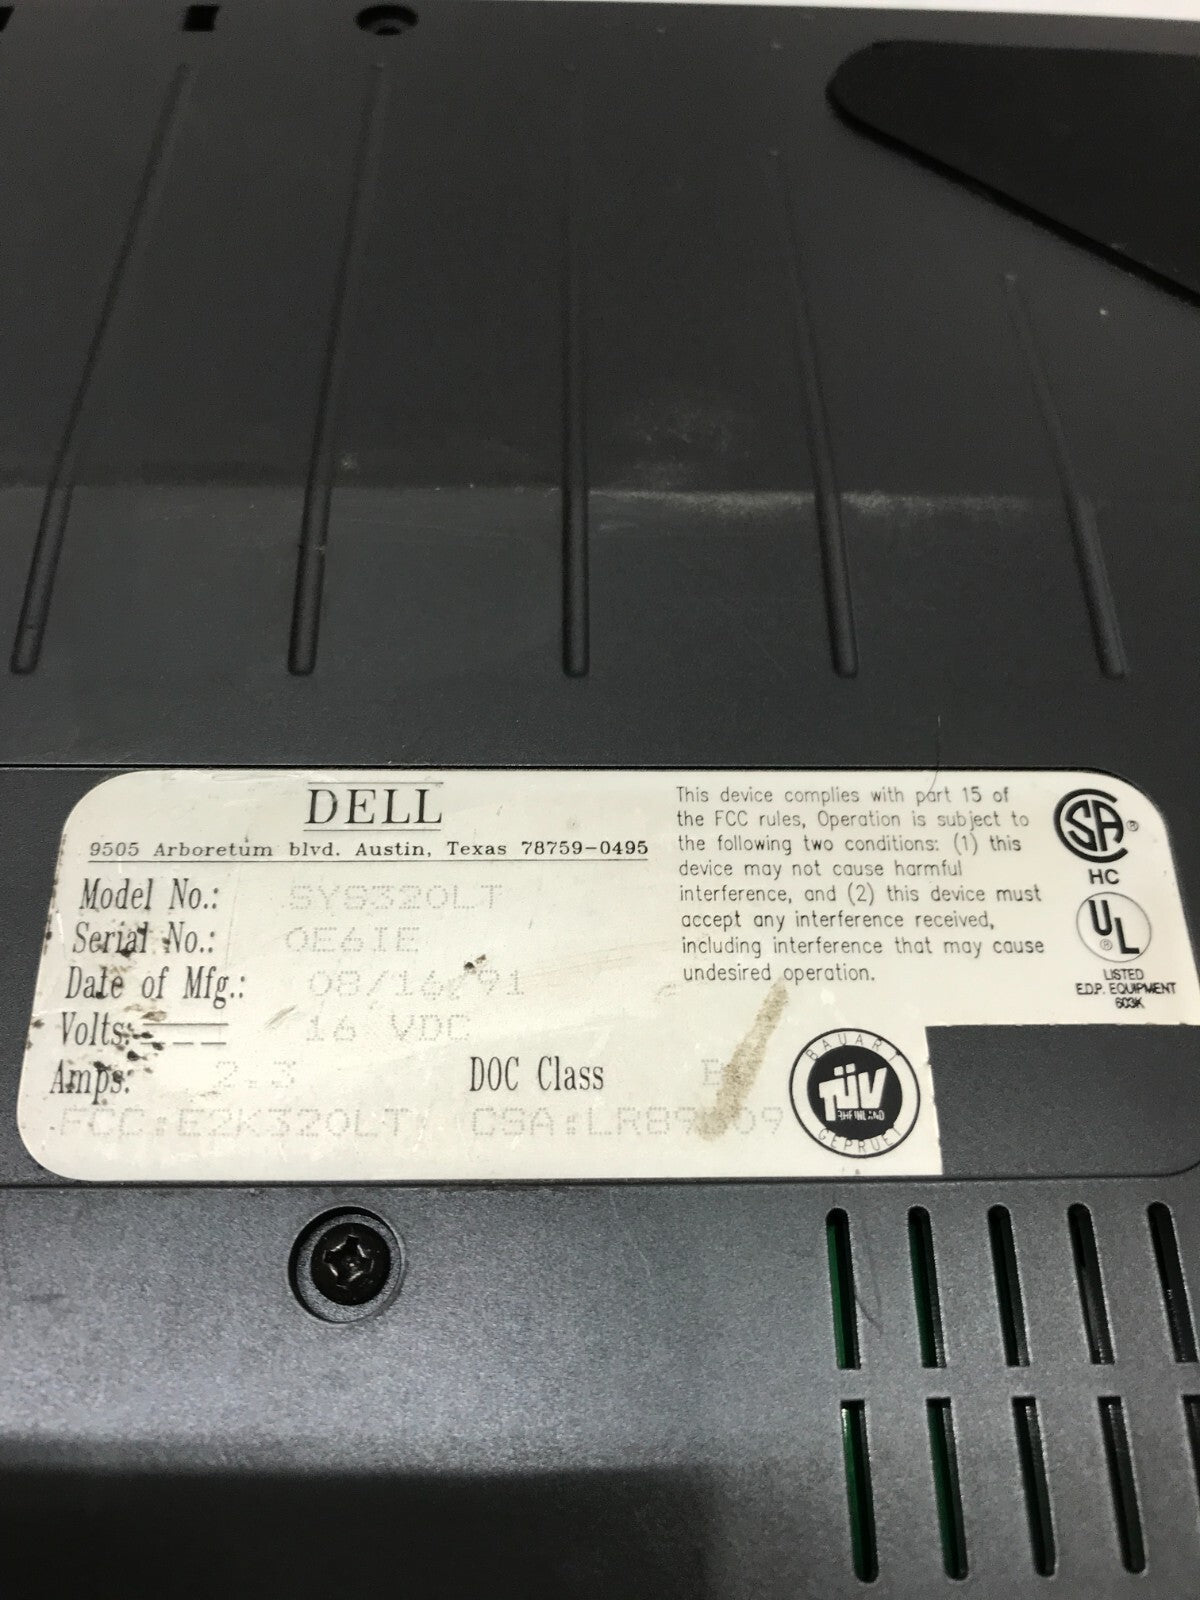 DELL
9505 Arboretum blvd. Austin, Texas 78759-0495
Model No.: SYS320LT
Serial No.: OE6IE
Date of Mfg.: 08/16/91
Volts: 16 VDC
Amps: 2.3 DOC Class B
FCC:E2K320LT CSA:LR89
This device complies with part 15 of
the FCC rules, Operation is subject to
the following two conditions: (1) this
device may not cause harmful
interference, and (2) this device must
accept any interference received,
including interference that may cause
undesired operation.
SA ®
HC
UL ®
LISTED
E.D.P. EQUIPMENT
603K
BAUART
TÜV
RHEINLAND
GEPRUET